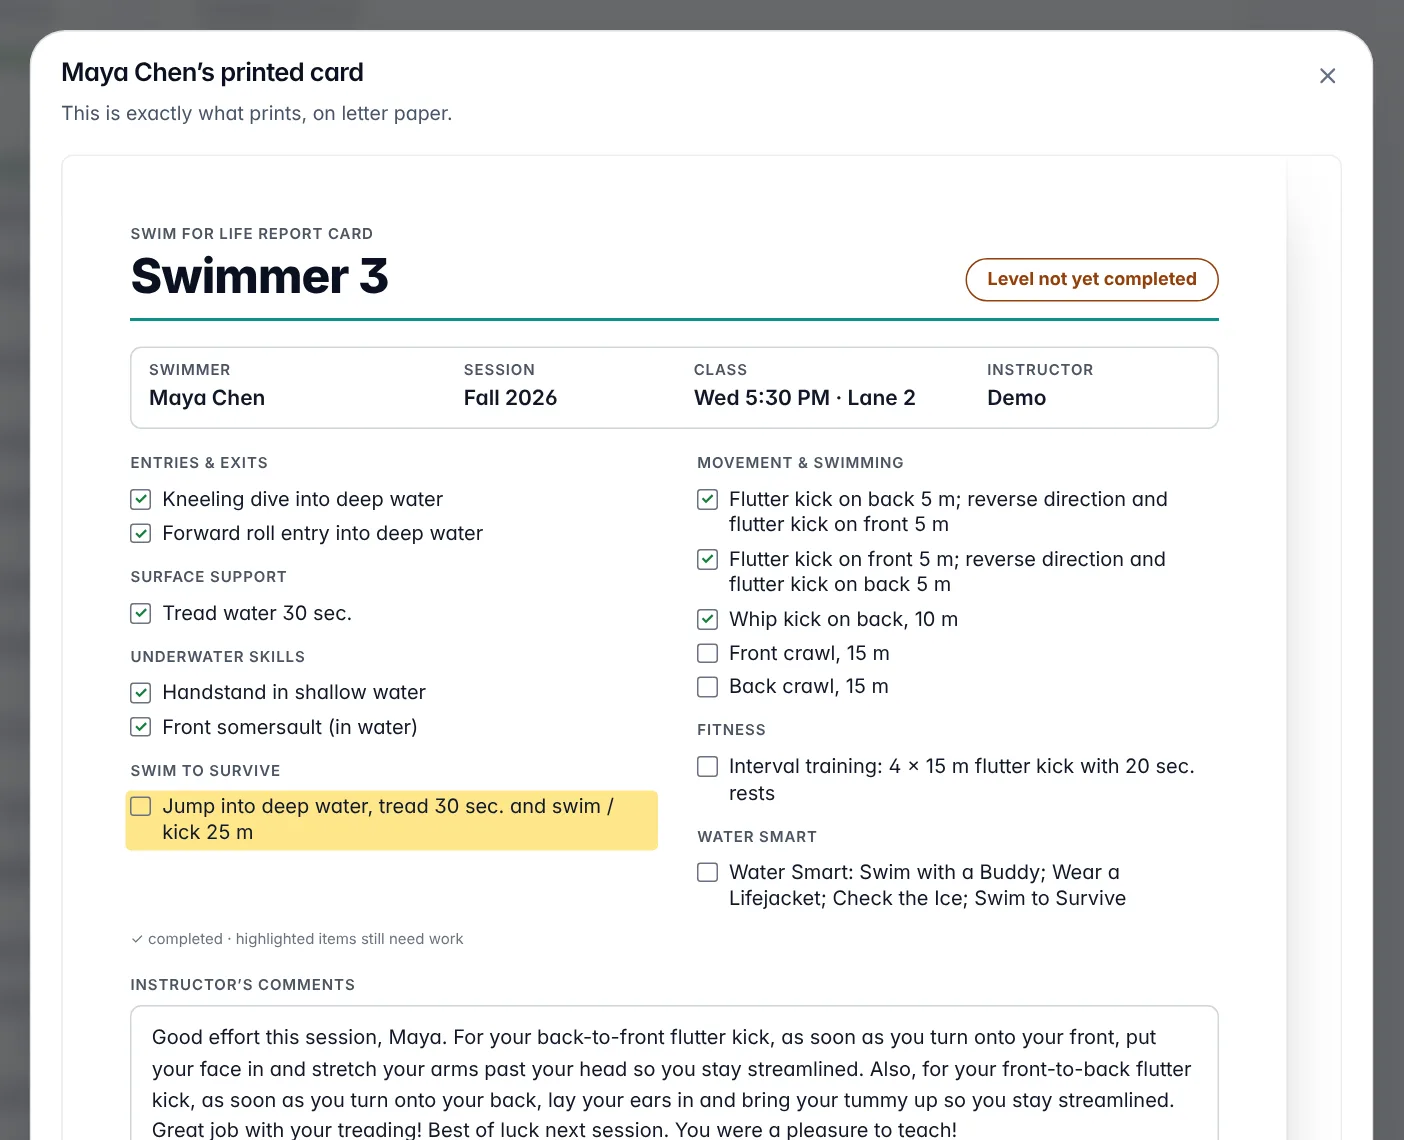 Maya Chen’s printed card
This is exactly what prints, on letter paper.
SWIM FOR LIFE REPORT CARD
Swimmer 3
Level not yet completed
SWIMMER
Maya Chen
SESSION
Fall 2026
CLASS
Wed 5:30 PM · Lane 2
INSTRUCTOR
Demo
ENTRIES & EXITS
Kneeling dive into deep water
Forward roll entry into deep water
SURFACE SUPPORT
Tread water 30 sec.
UNDERWATER SKILLS
Handstand in shallow water
Front somersault (in water)
SWIM TO SURVIVE
Jump into deep water, tread 30 sec. and swim /
kick 25 m
MOVEMENT & SWIMMING
Flutter kick on back 5 m; reverse direction and
flutter kick on front 5 m
Flutter kick on front 5 m; reverse direction and
flutter kick on back 5 m
Whip kick on back, 10 m
Front crawl, 15 m
Back crawl, 15 m
FITNESS
Interval training: 4 × 15 m flutter kick with 20 sec.
rests
WATER SMART
Water Smart: Swim with a Buddy; Wear a
Lifejacket; Check the Ice; Swim to Survive
✓ completed · highlighted items still need work
INSTRUCTOR’S COMMENTS
Good effort this session, Maya. For your back-to-front flutter kick, as soon as you turn onto your front, put
your face in and stretch your arms past your head so you stay streamlined. Also, for your front-to-back flutter
kick, as soon as you turn onto your back, lay your ears in and bring your tummy up so you stay streamlined.
Great job with your treading! Best of luck next session. You were a pleasure to teach!